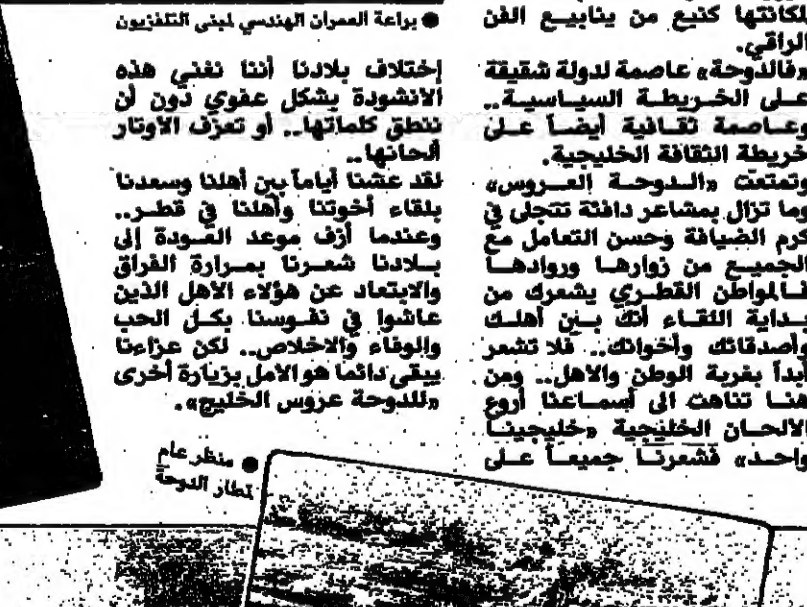 لمكانتها كنبع من ينابيع الفن
الراقي.
«فالدوحة» عاصمة لدولة شقيقة
على الخريطة السياسية..
وعاصمة ثقافية أيضاً على
خريطة الثقافة الخليجية.
وتمتعت «الدوحة العروس»
وما تزال بمشاعر دافئة تتجلى في
كرم الضيافة وحسن التعامل مع
الجميع من زوارها وروادها
فالمواطن القطري يشعرك من
بداية اللقاء أنك بين أهلك
وأصدقائك وأخوانك.. فلا تشعر
أبداً بغربة الوطن والاهل.. ومن
هنا تناهت الى أسماعنا أروع
الالحان الخليجية «خليجينا
واحد» فشعرنا جميعاً على
● براعة العمران الهندسي لمبنى التلفزيون
إختلاف بلادنا أننا نغني هذه
الانشودة بشكل عفوي دون أن
ننطق كلماتها.. أو تعزف الاوتار
ألحانها..
لقد عشنا أياماً بين أهلنا وسعدنا
بلقاء أخوتنا وأهلنا في قطر..
وعندما أزف موعد العودة إلى
بلادنا شعرنا بمرارة الفراق
والابتعاد عن هؤلاء الاهل الذين
عاشوا في نفوسنا بكل الحب
والوفاء والاخلاص.. لكن عزاءنا
يبقى دائما هو الامل بزيارة أخرى
«للدوحة عروس الخليج».
● منظر عام
لمطار الدوحة